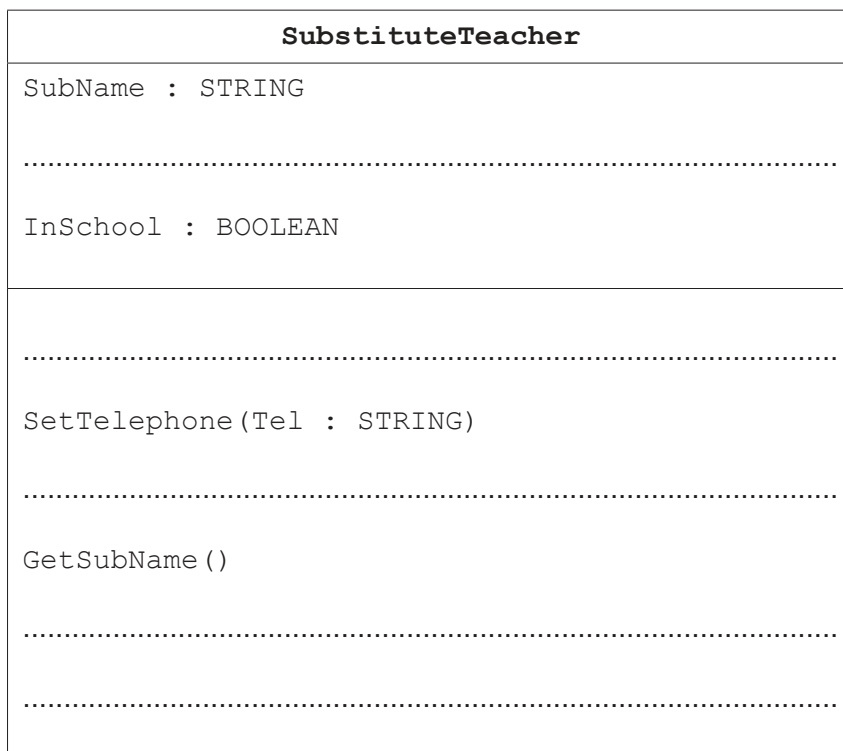 SubstituteTeacher
SubName : STRING
................................................................................
InSchool : BOOLEAN
................................................................................
SetTelephone(Tel : STRING)
................................................................................
GetSubName()
................................................................................
................................................................................